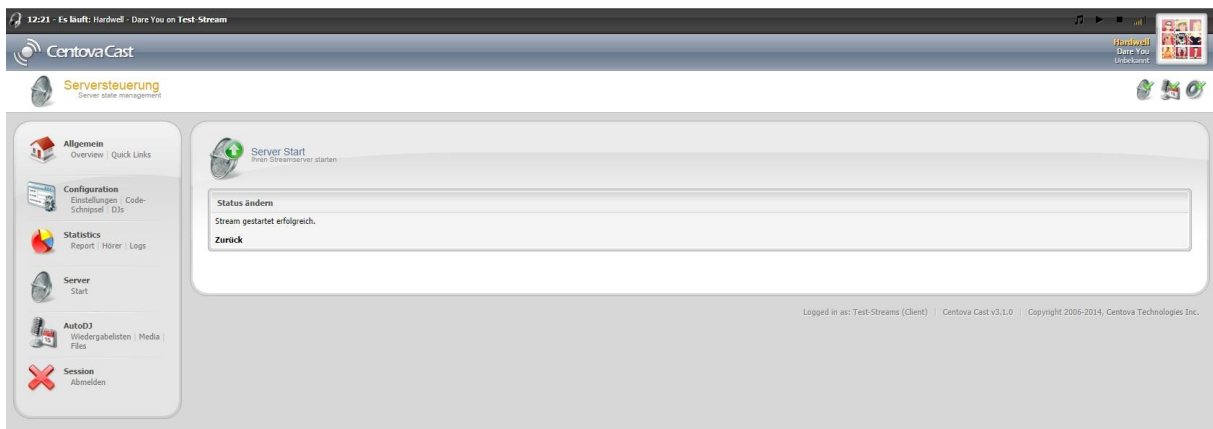 12:21 - Es läuft: Hardwell - Dare You on Test-Stream
Centova Cast
Hardwell
Dare You
Unbekannt
Serversteuerung
Server state management
Allgemein
Overview | Quick Links
Configuration
Einstellungen | Code-
Schnipsel | DJs
Statistics
Report | Hörer | Logs
Server
Start
AutoDJ
Wiedergabelisten | Media |
Files
Session
Abmelden
Server Start
Ihren Streamserver starten
Status ändern
Stream gestartet erfolgreich.
Zurück
Logged in as: Test-Streams (Client) | Centova Cast v3.1.0 | Copyright 2006-2014, Centova Technologies Inc.